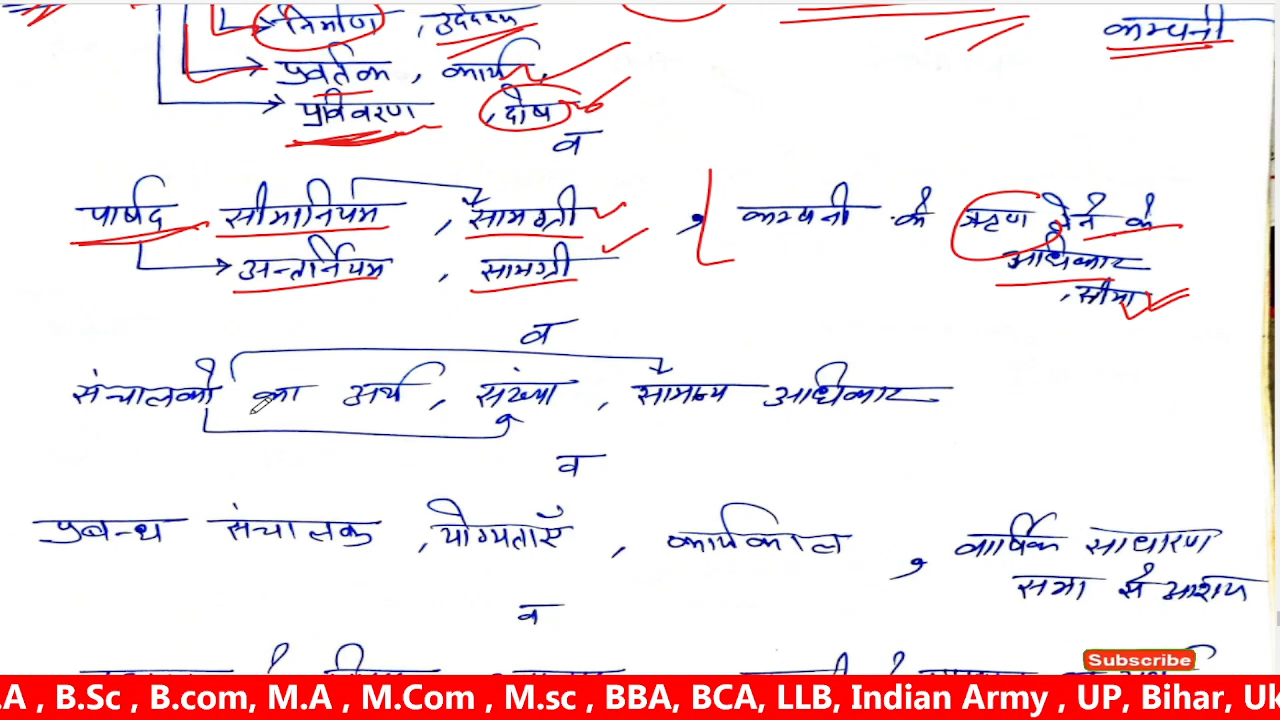 निर्माण , उद्देश्य
कम्पनी
प्रवर्तक , कार्य ,
प्रविवरण , दोष
व
पार्षद सीमानियम , सामग्री , कम्पनी के ऋण लेने के
अन्तर्नियम , सामग्री
अधिकार
, सीमा
व
संचालकों का अर्थ , संख्या , सामान्य अधिकार
व
प्रबन्ध संचालक , योग्यताएँ , कार्यकाल , वार्षिक साधारण
सभा से आशय
व
Subscribe
.A , B.Sc , B.com, M.A , M.Com , M.sc , BBA, BCA, LLB, Indian Army , UP, Bihar, Uk